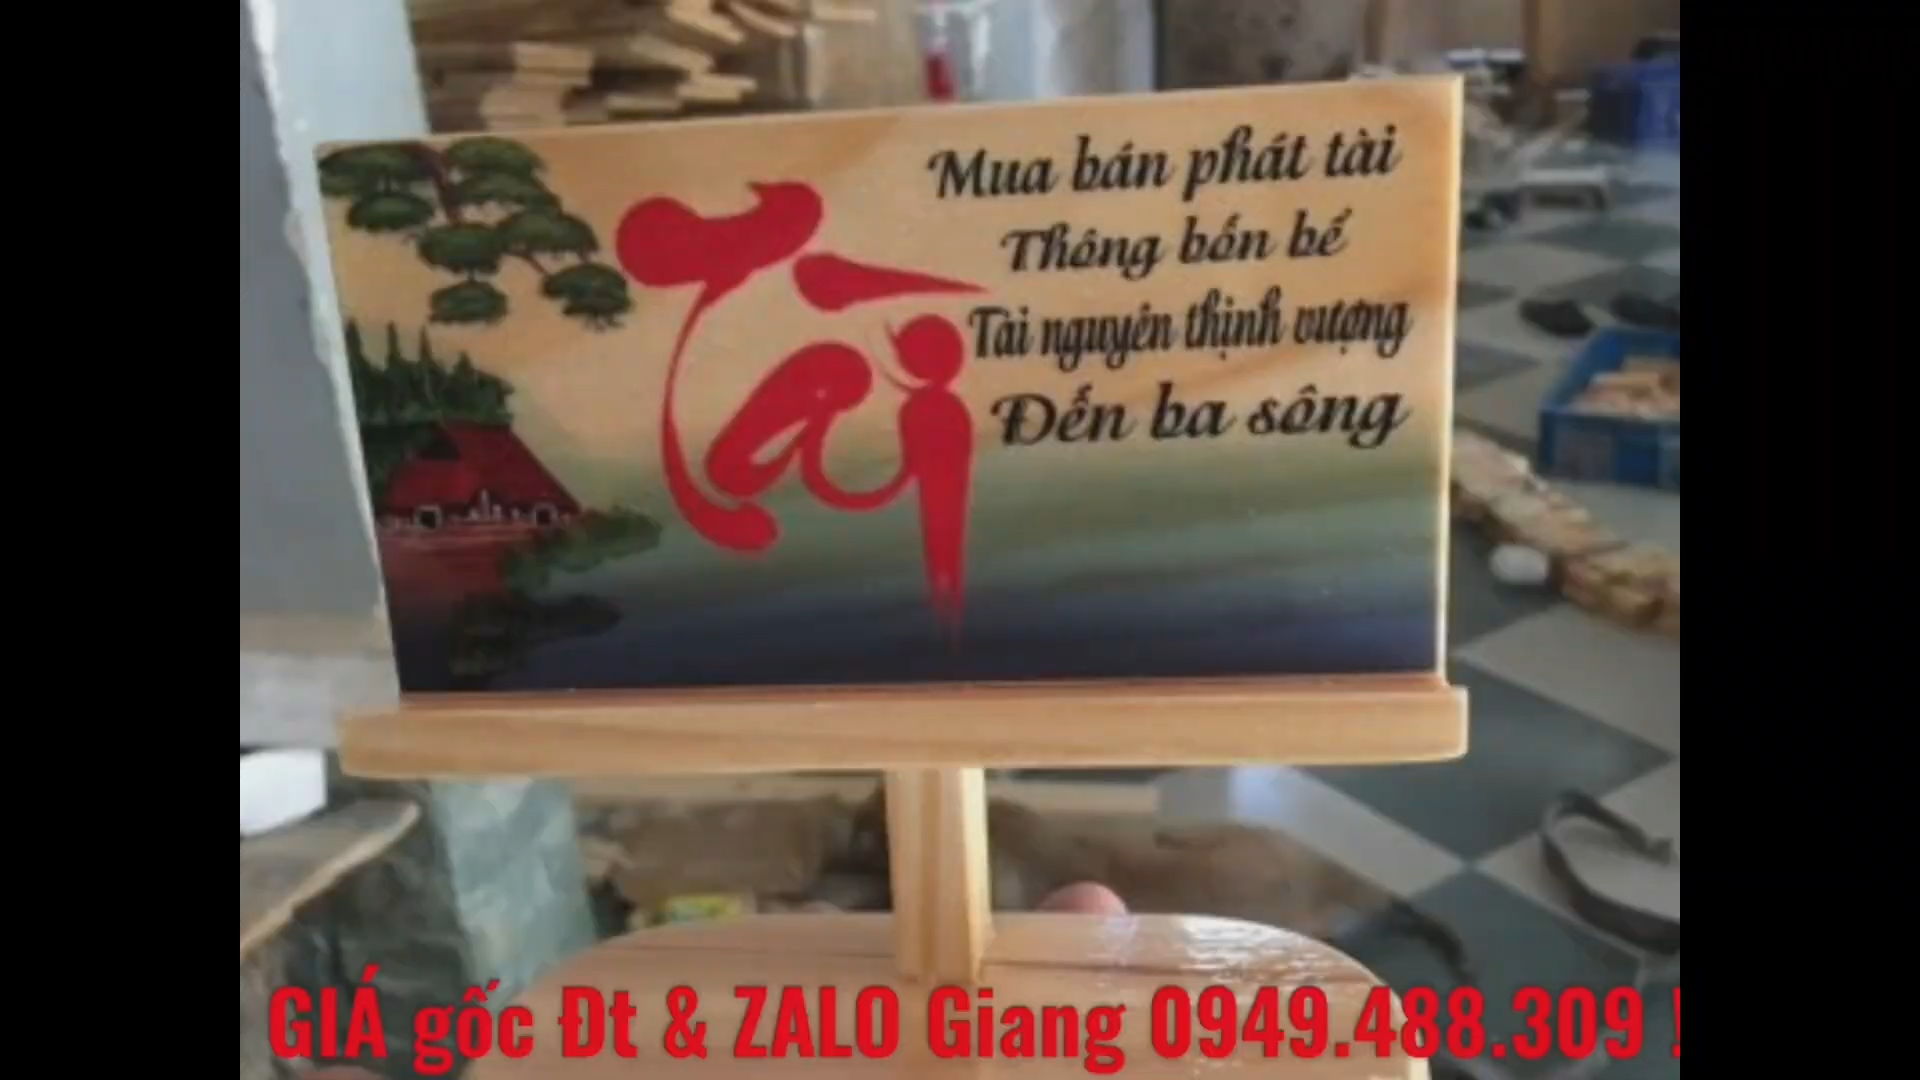 Tài
Mua bán phát tài
Thông bốn bể
Tài nguyên thịnh vượng
Đến ba sông
GIÁ gốc Đt & ZALO Giang 0949.488.309 !